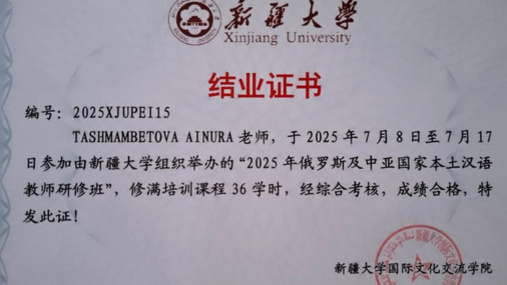 新疆大学
Xinjiang University
结业证书
编号：2025XJUPEI15
TASHMAMBETOVA AINURA 老师，于 2025 年 7 月 8 日至 7 月 17
日参加由新疆大学组织举办的“2025 年俄罗斯及中亚国家本土汉语
教师研修班”，修满培训课程 36 学时，经综合考核，成绩合格，特
发此证！
新疆大学国际文化交流学院